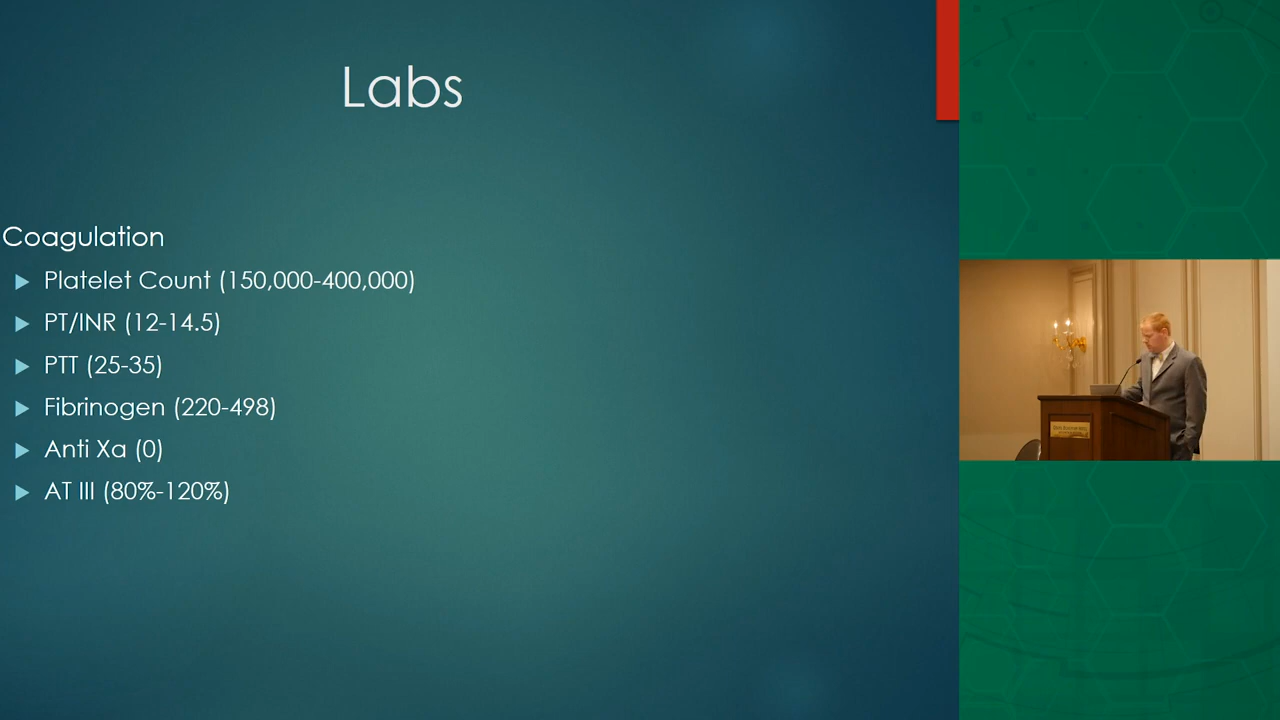 Labs
Coagulation
Platelet Count (150,000-400,000)
PT/INR (12-14.5)
PTT (25-35)
Fibrinogen (220-498)
Anti Xa (0)
AT III (80%-120%)